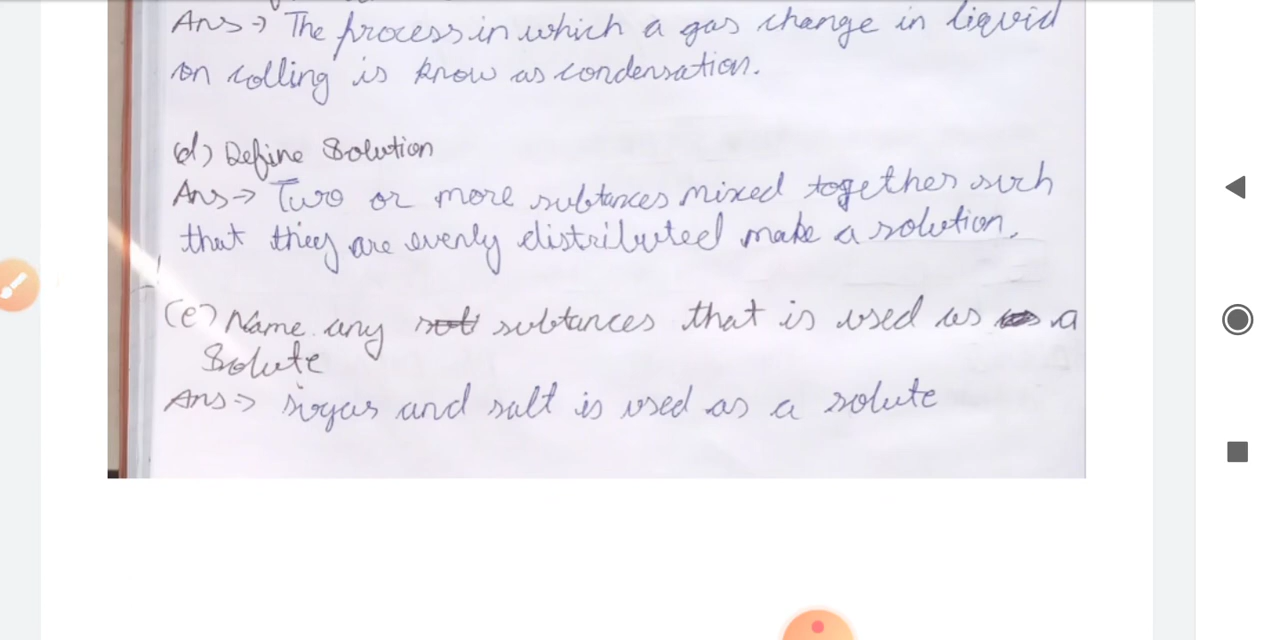 Ans → The process in which a gas change in liquid
on colling is know as condensation.
(d) Define Solution
Ans → Two or more subtances mixed together such
that they are evenly distributed make a solution.
(e) Name any subtances that is used as a
Solute
Ans → sugar and salt is used as a solute